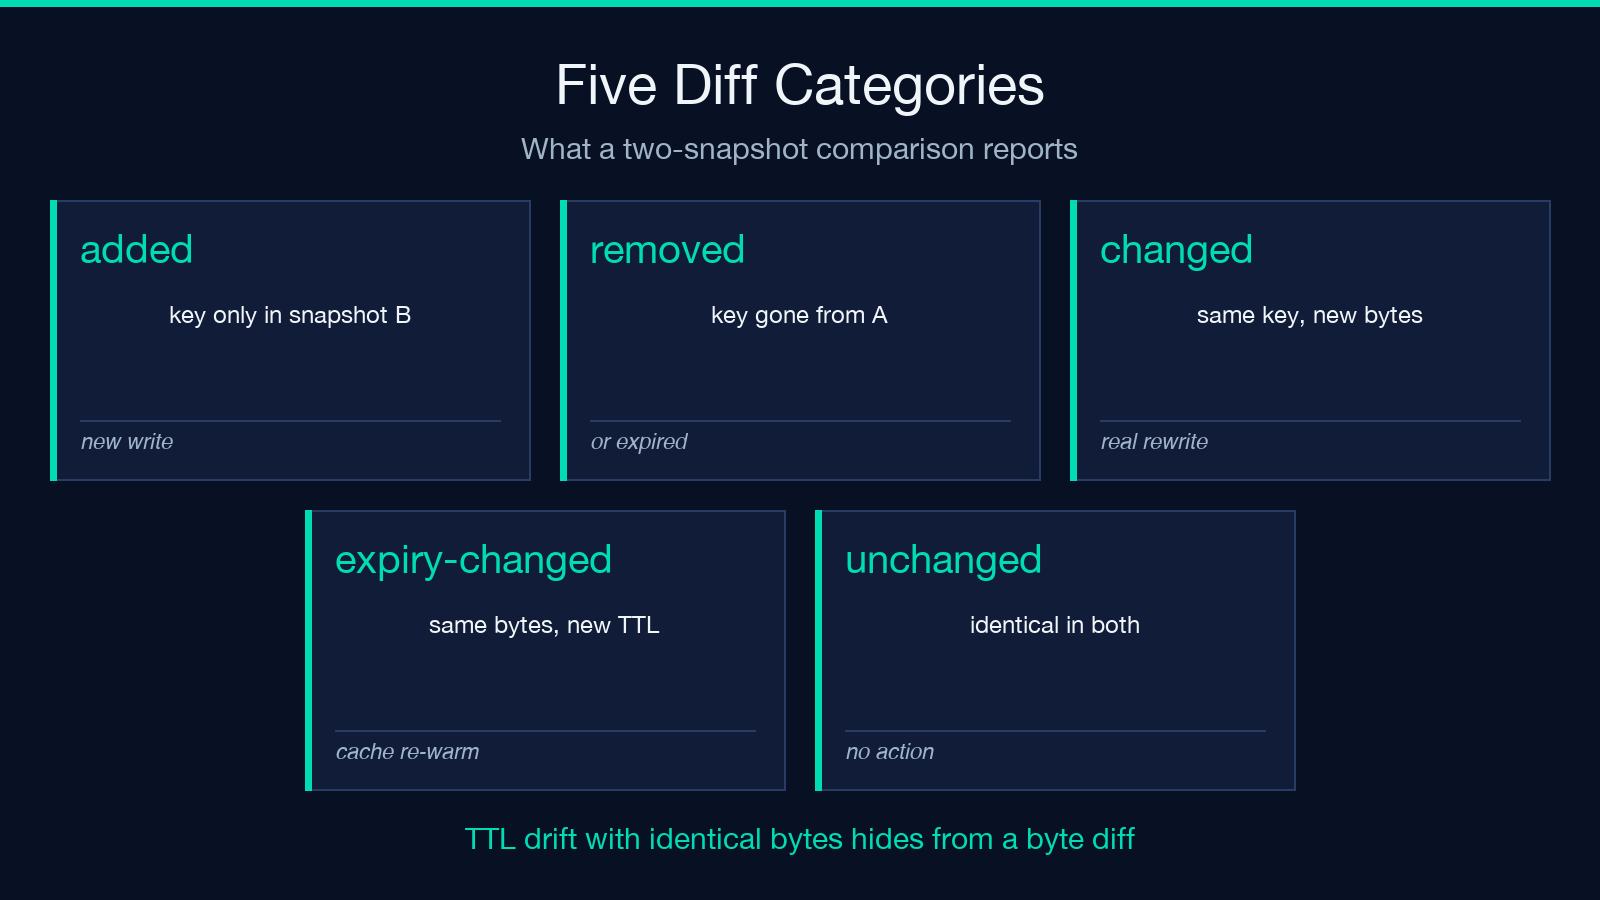 Five Diff Categories
What a two-snapshot comparison reports
added
key only in snapshot B
new write
removed
key gone from A
or expired
changed
same key, new bytes
real rewrite
expiry-changed
same bytes, new TTL
cache re-warm
unchanged
identical in both
no action
TTL drift with identical bytes hides from a byte diff